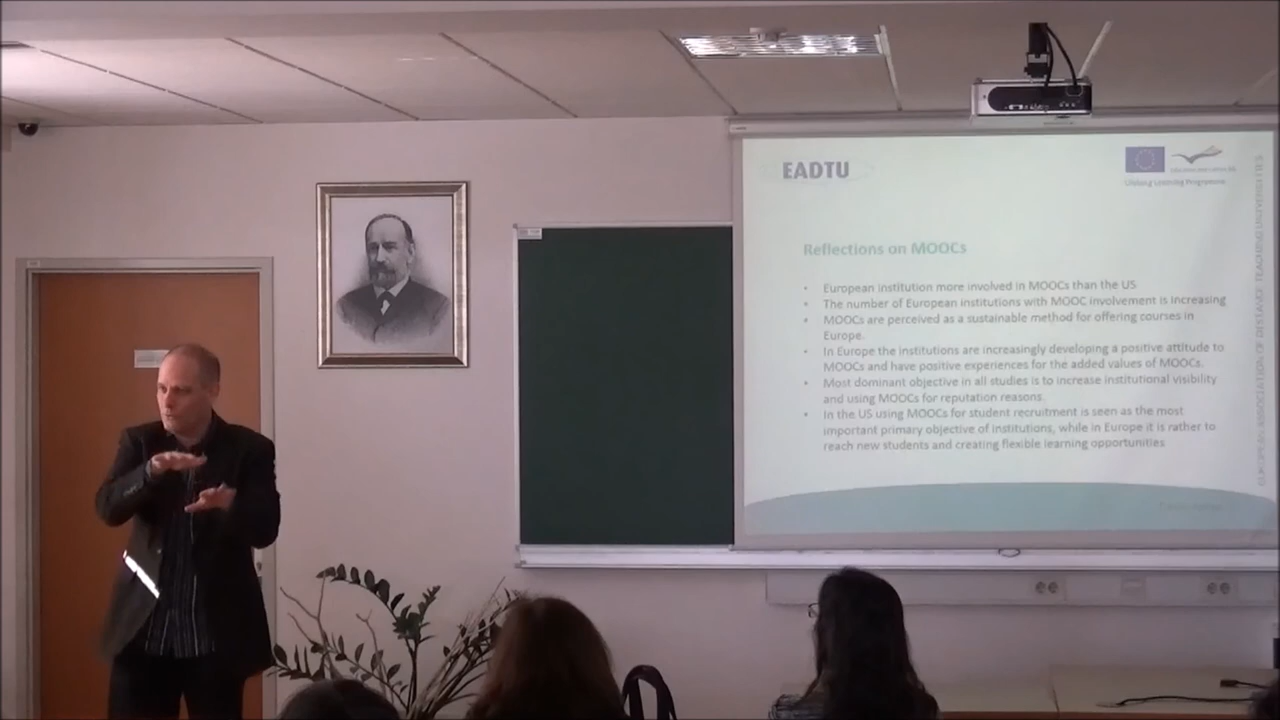 EADTU
Lifelong Learning Programme
Reflections on MOOCs
• European institution more involved in MOOCs than the US
• The number of European institutions with MOOC involvement is increasing
• MOOCs are perceived as a sustainable method for offering courses in
Europe.
• In Europe the institutions are increasingly developing a positive attitude to
MOOCs and have positive experiences for the added values of MOOCs.
• Most dominant objective in all studies is to increase institutional visibility
and using MOOCs for reputation reasons.
• In the US using MOOCs for student recruitment is seen as the most
important primary objective of institutions, while in Europe it is rather to
reach new students and creating flexible learning opportunities
EUROPEAN ASSOCIATION OF DISTANCE TEACHING UNIVERSITIES